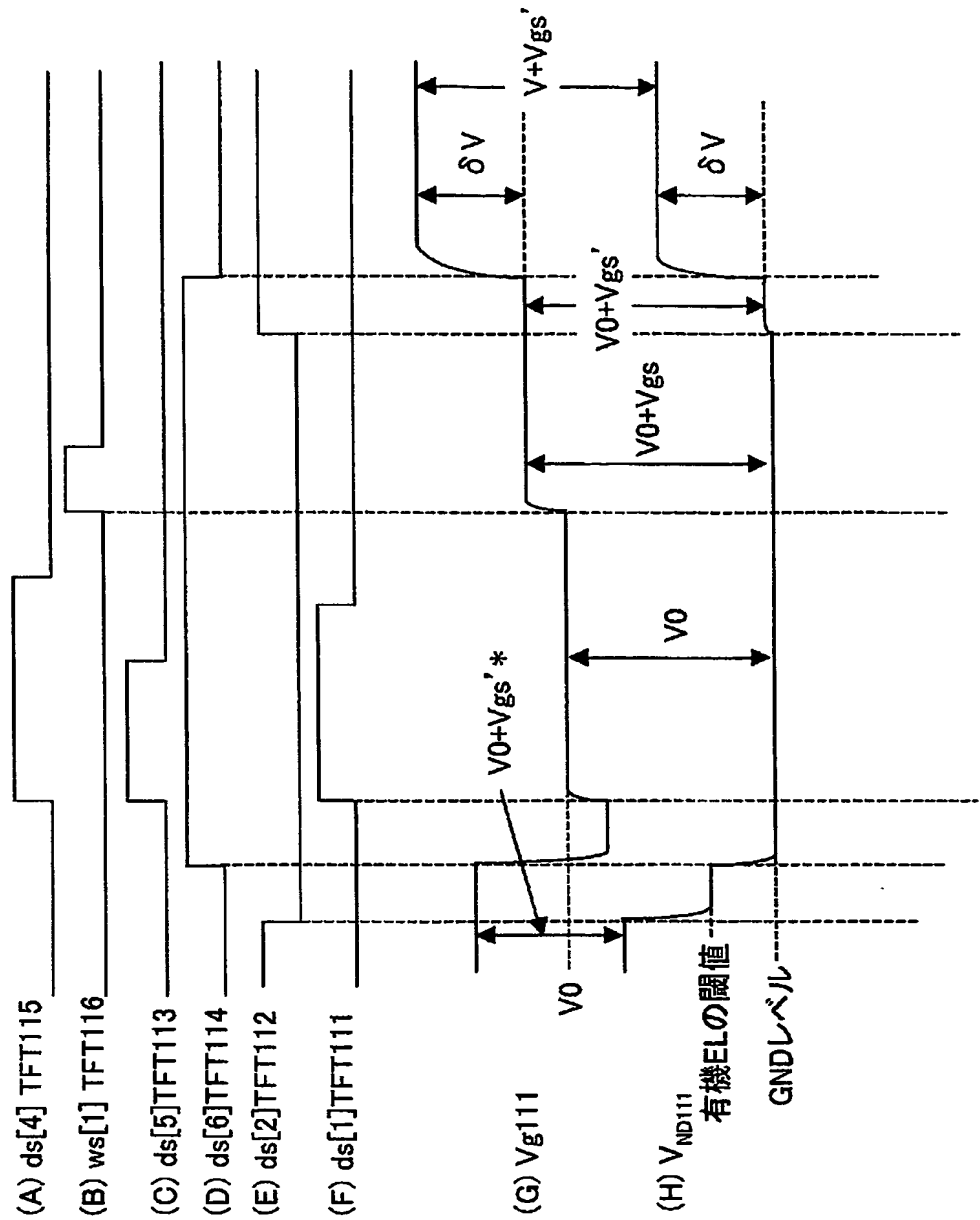 (A) ds[4] TFT115
(B) ws[1] TFT116
(C) ds[5]TFT113
(D) ds[6]TFT114
(E) ds[2]TFT112
(F) ds[1]TFT111
(G) Vg111
V0
V0+Vgs'*
V0
V0+Vgs
V0+Vgs'
δV
V+Vgs'
δV
(H) VND111
有機ELの閾値
GNDレベル